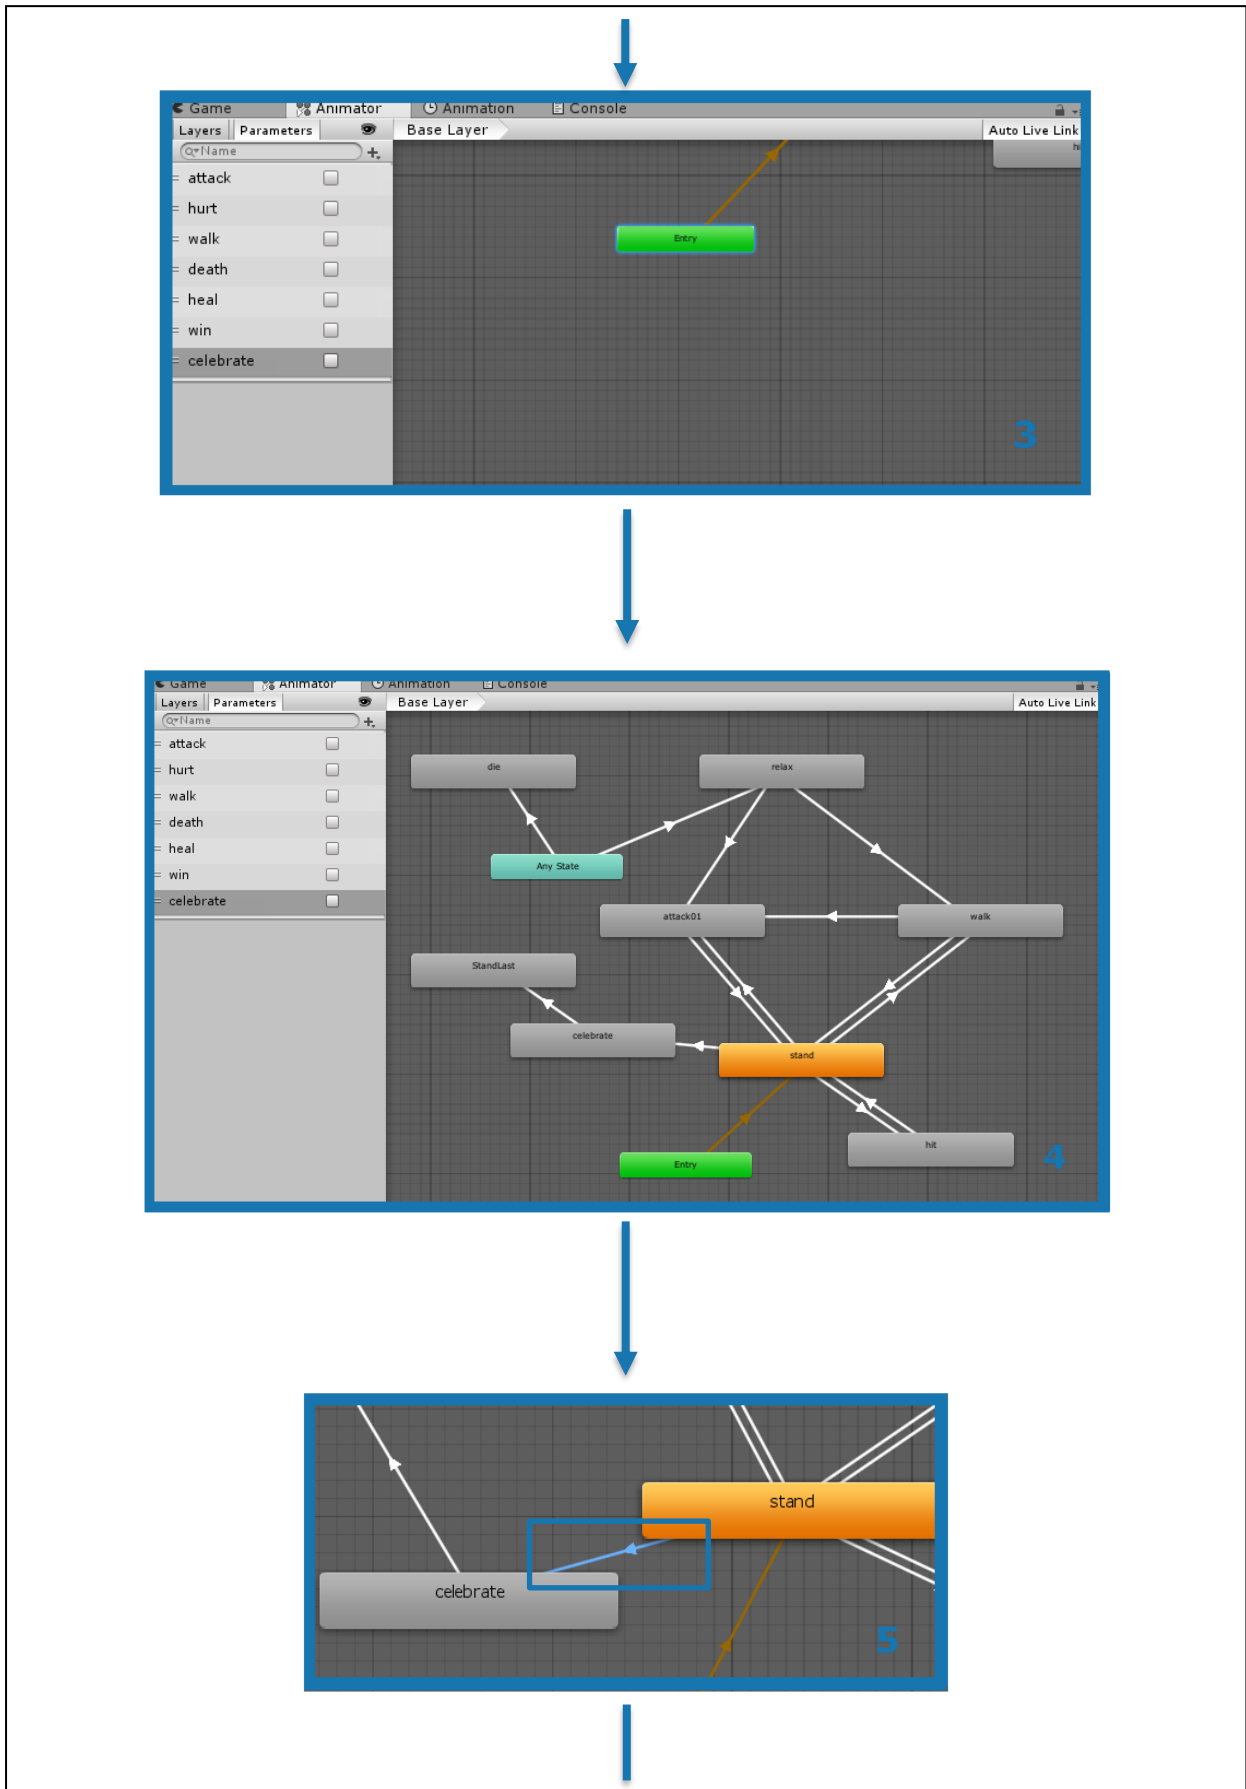 Game Animator Animation Console
Layers Parameters Base Layer Auto Live Link
Name
hi
attack
hurt
Entry
walk
death
heal
win
celebrate
3
Game Animator Animation Console
Layers Parameters Base Layer Auto Live Link
Name
attack
hurt
walk
death
heal
win
celebrate
die
relax
Any State
attack01
walk
StandLast
celebrate
stand
hit
Entry
4
stand
celebrate
5